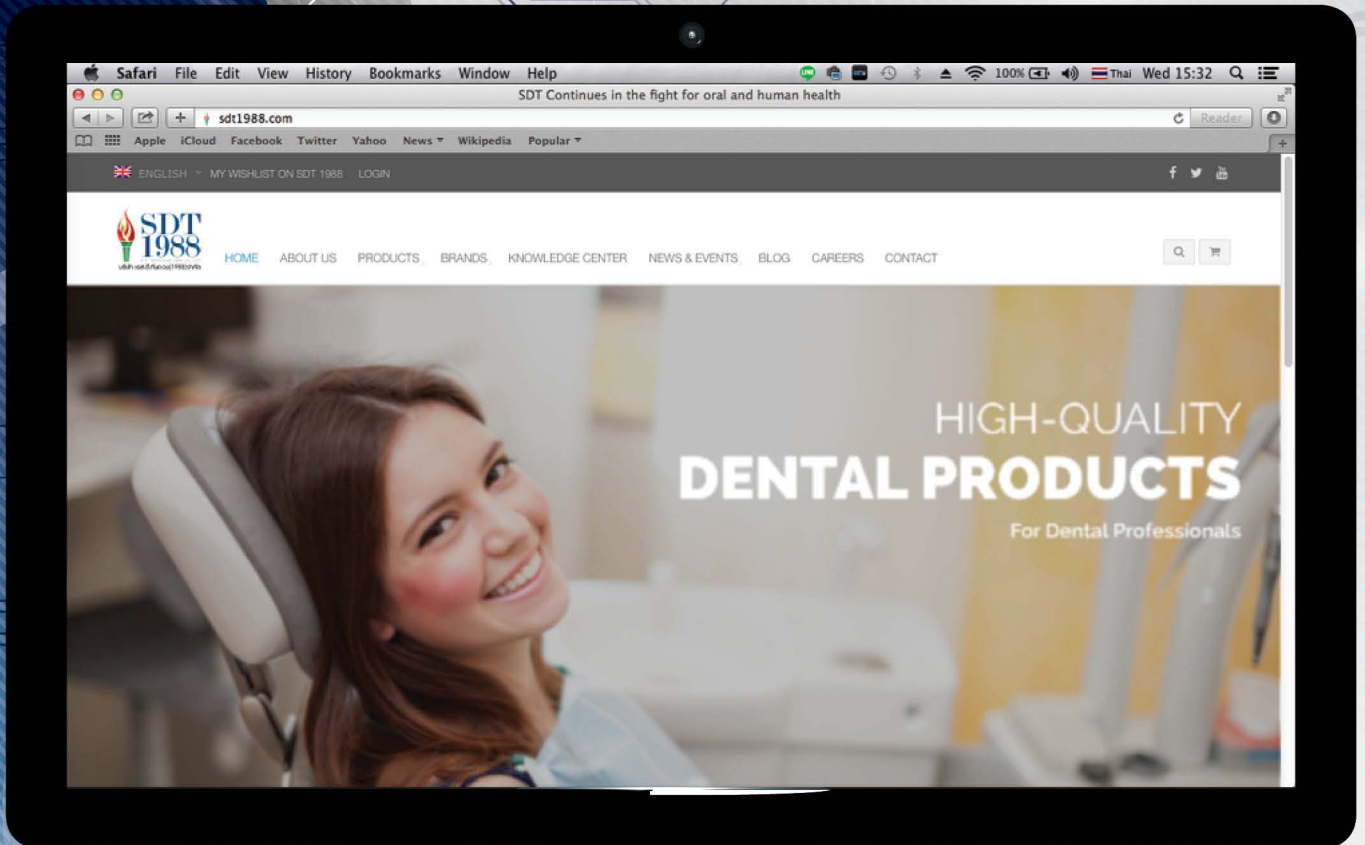 Safari File Edit View History Bookmarks Window Help 100% Thai Wed 15:32
SDT Continues in the fight for oral and human health
sdt1988.com Reader
Apple iCloud Facebook Twitter Yahoo News Wikipedia Popular
ENGLISH MY WISHLIST ON SDT 1988 LOGIN
SDT
1988
HOME ABOUT US PRODUCTS BRANDS KNOWLEDGE CENTER NEWS & EVENTS BLOG CAREERS CONTACT
HIGH-QUALITY
DENTAL PRODUCTS
For Dental Professionals